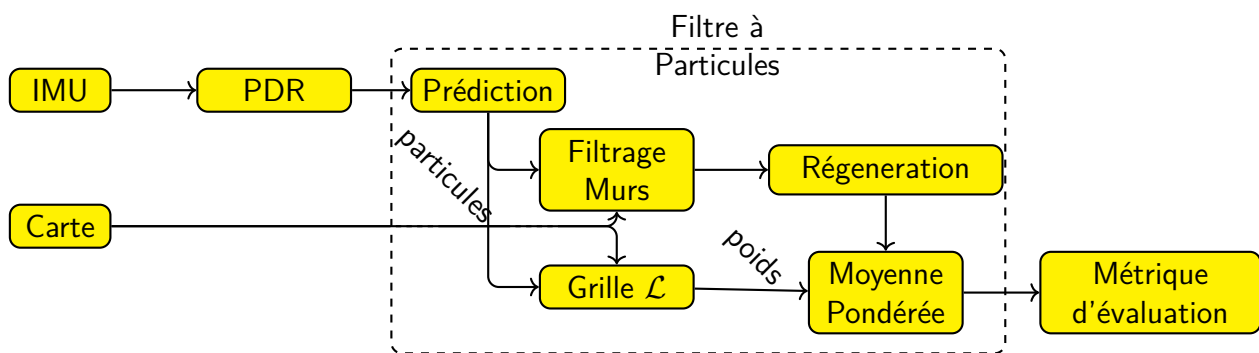 Filtre à
Particules
IMU
PDR
Prédiction
particules
Filtrage
Murs
Régeneration
Carte
poids
Grille ℒ
Moyenne
Pondérée
Métrique
d'évaluation